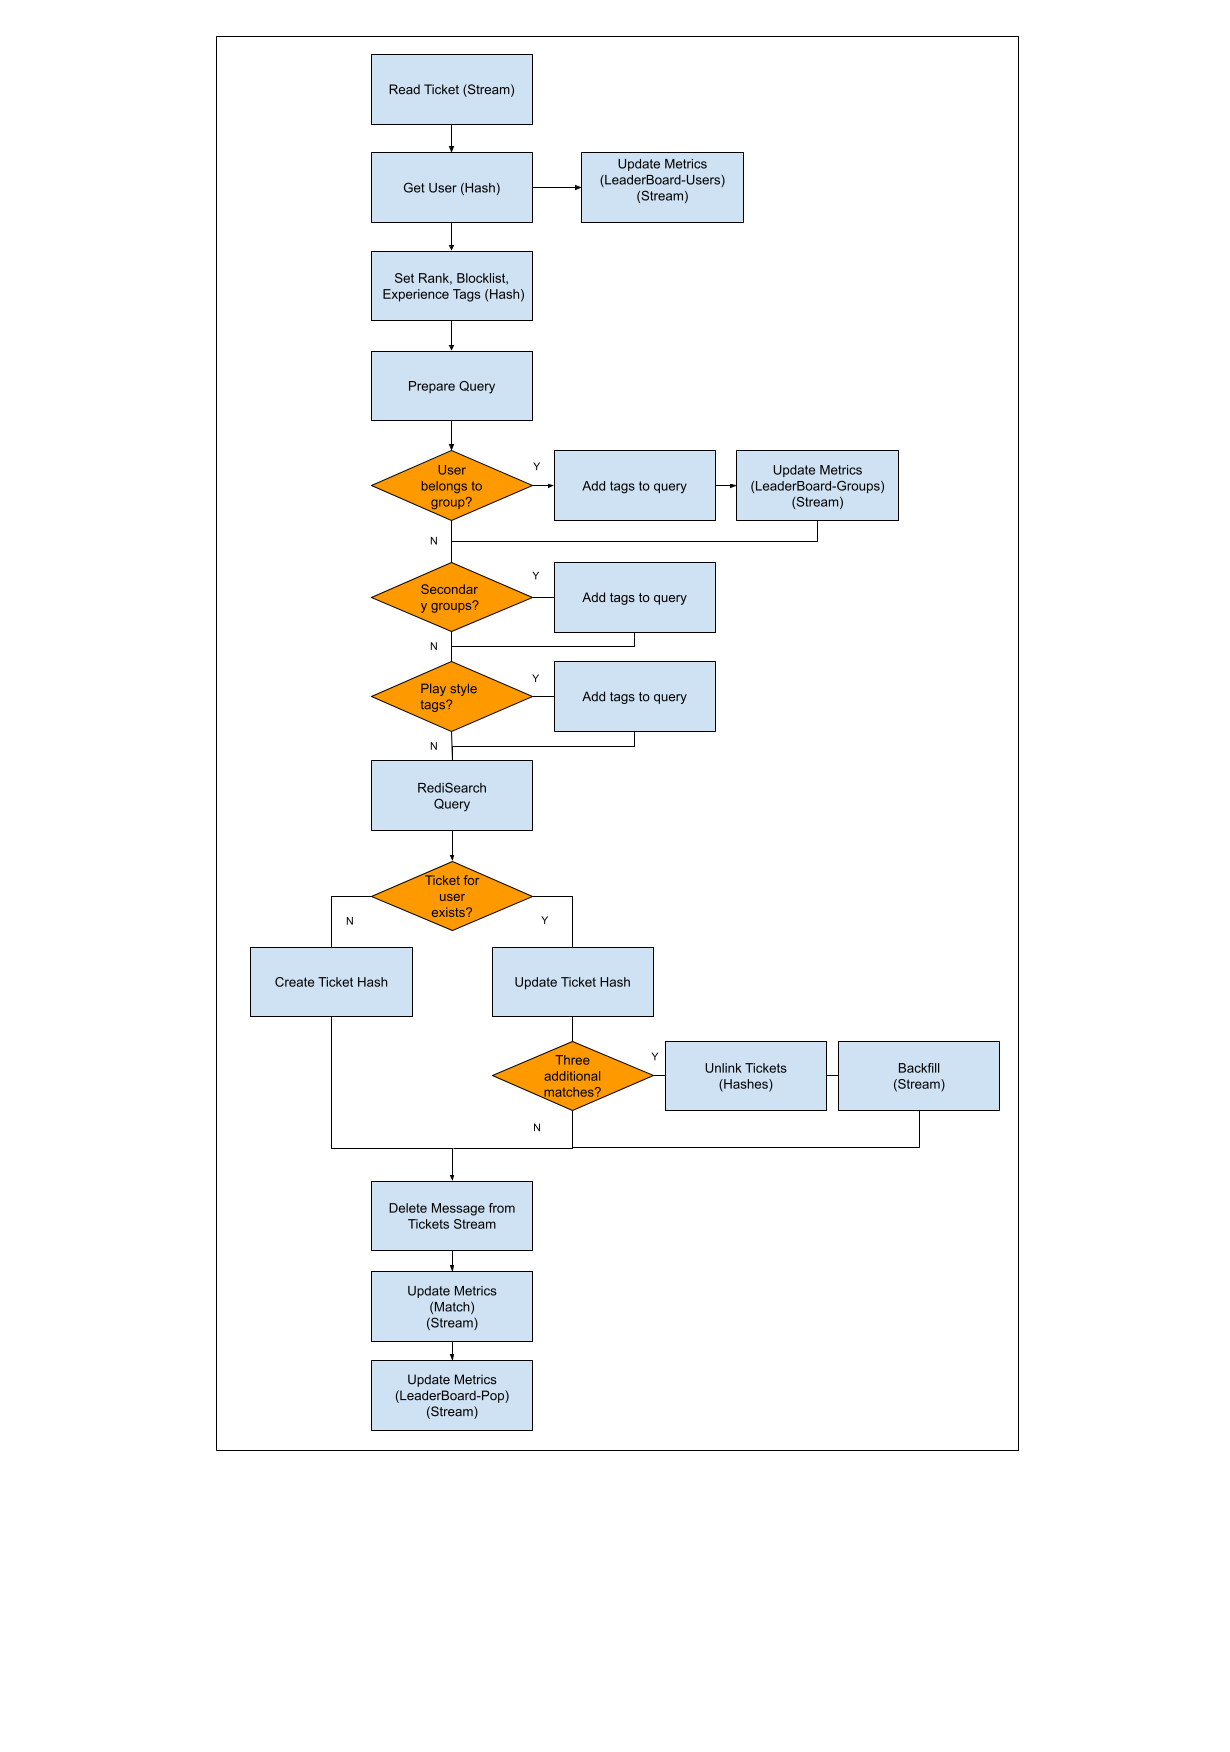 Read Ticket (Stream)
Get User (Hash)
Update Metrics
(LeaderBoard-Users)
(Stream)
Set Rank, Blocklist,
Experience Tags (Hash)
Prepare Query
User
belongs to
group?
Y
Add tags to query
Update Metrics
(LeaderBoard-Groups)
(Stream)
N
Secondar
y groups?
Y
Add tags to query
N
Play style
tags?
Y
Add tags to query
N
RediSearch
Query
Ticket for
user
exists?
N
Y
Create Ticket Hash
Update Ticket Hash
Three
additional
matches?
Y
Unlink Tickets
(Hashes)
Backfill
(Stream)
N
Delete Message from
Tickets Stream
Update Metrics
(Match)
(Stream)
Update Metrics
(LeaderBoard-Pop)
(Stream)